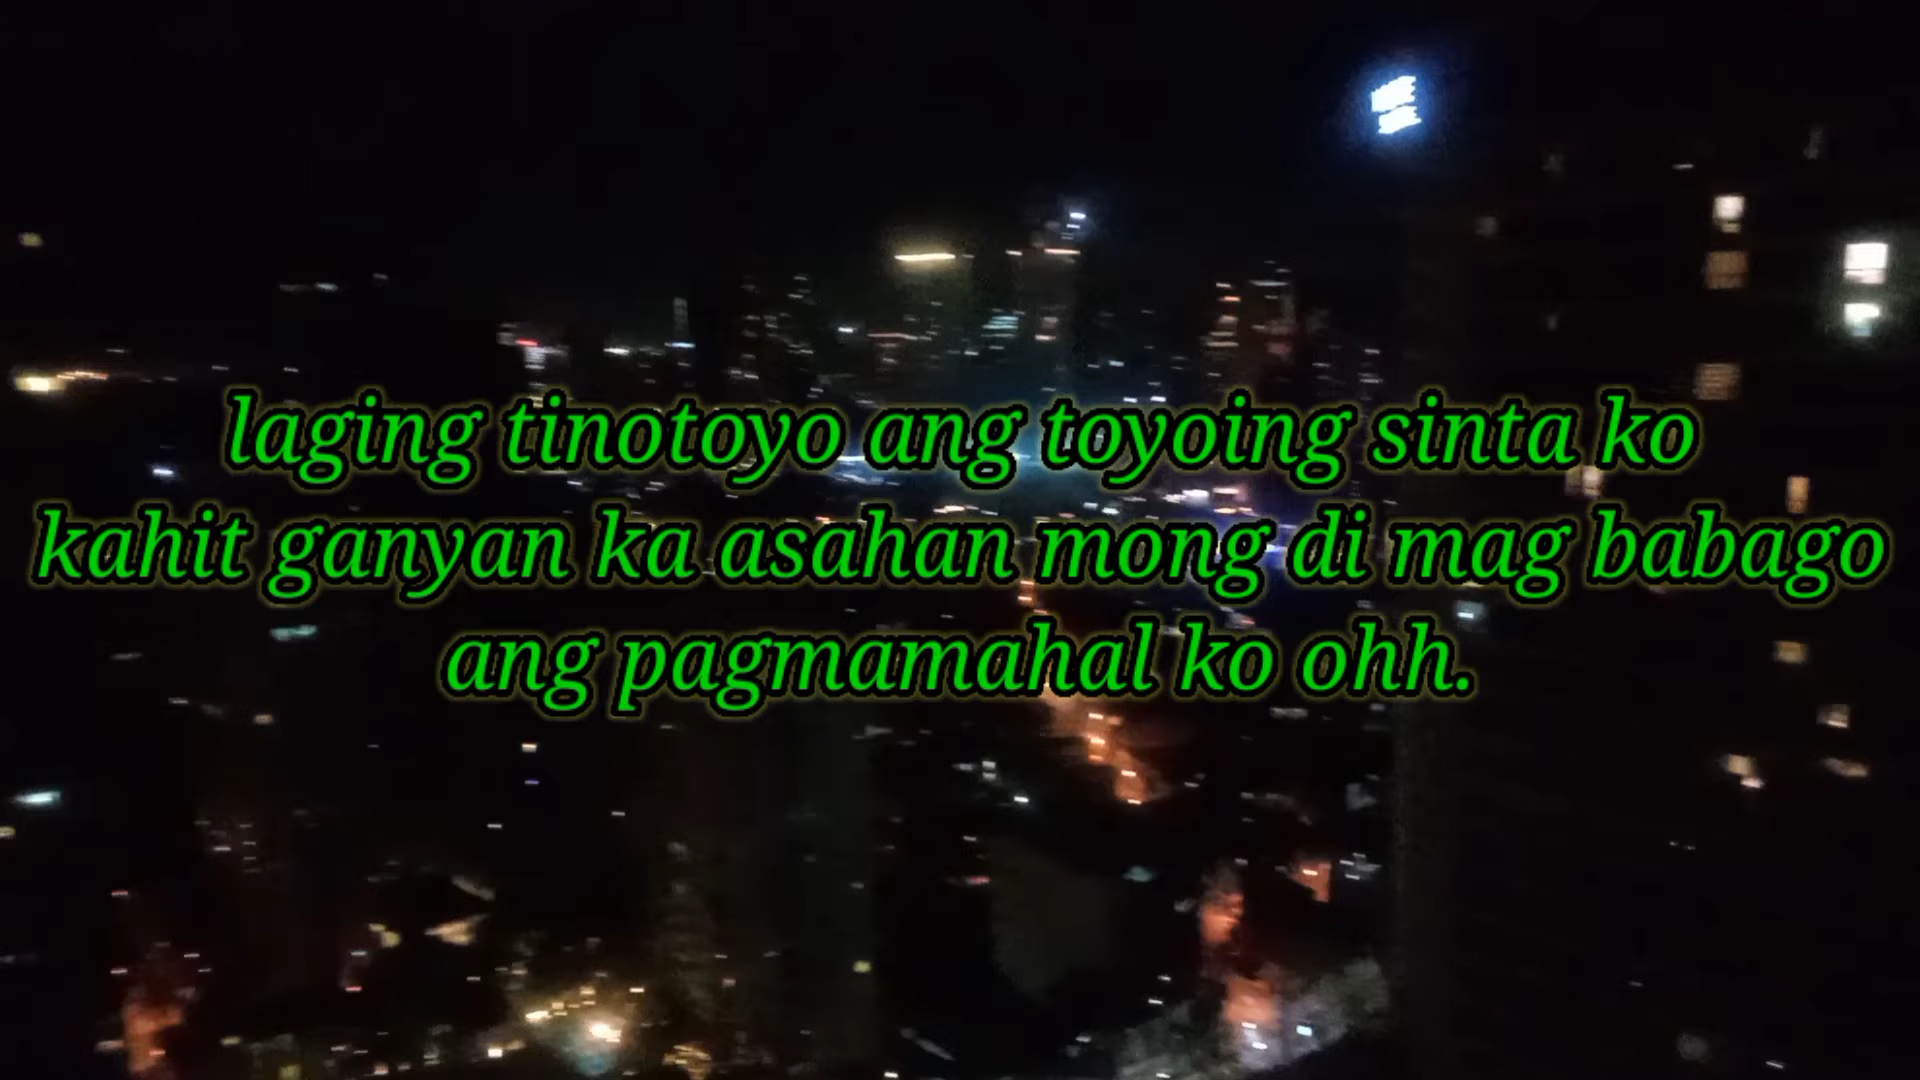 laging tinotoyo ang toyoing sinta ko
kahit ganyan ka asahan mong di mag babago
ang pagmamahal ko ohh.